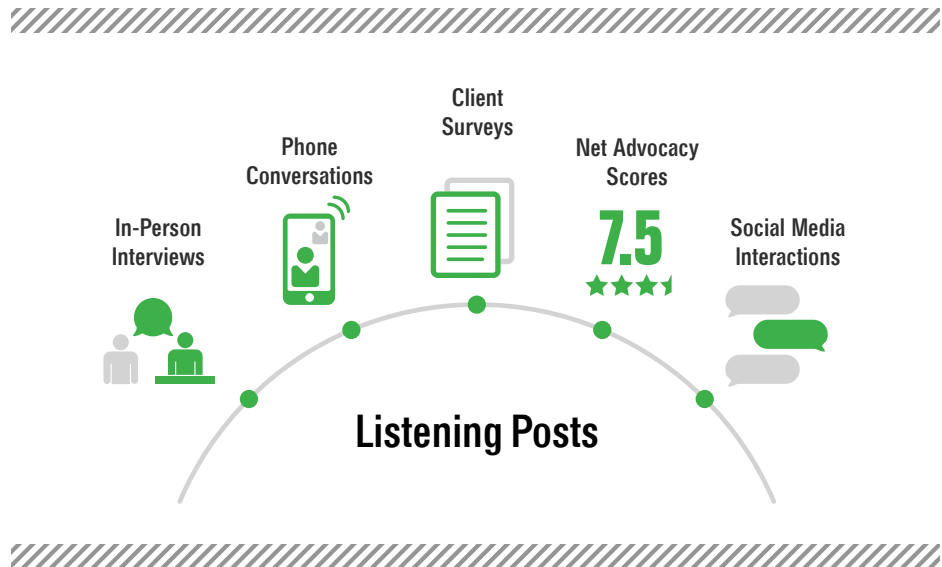 Client
Surveys
Phone
Conversations
Net Advocacy
Scores
In-Person
Interviews
7.5
Social Media
Interactions
Listening Posts